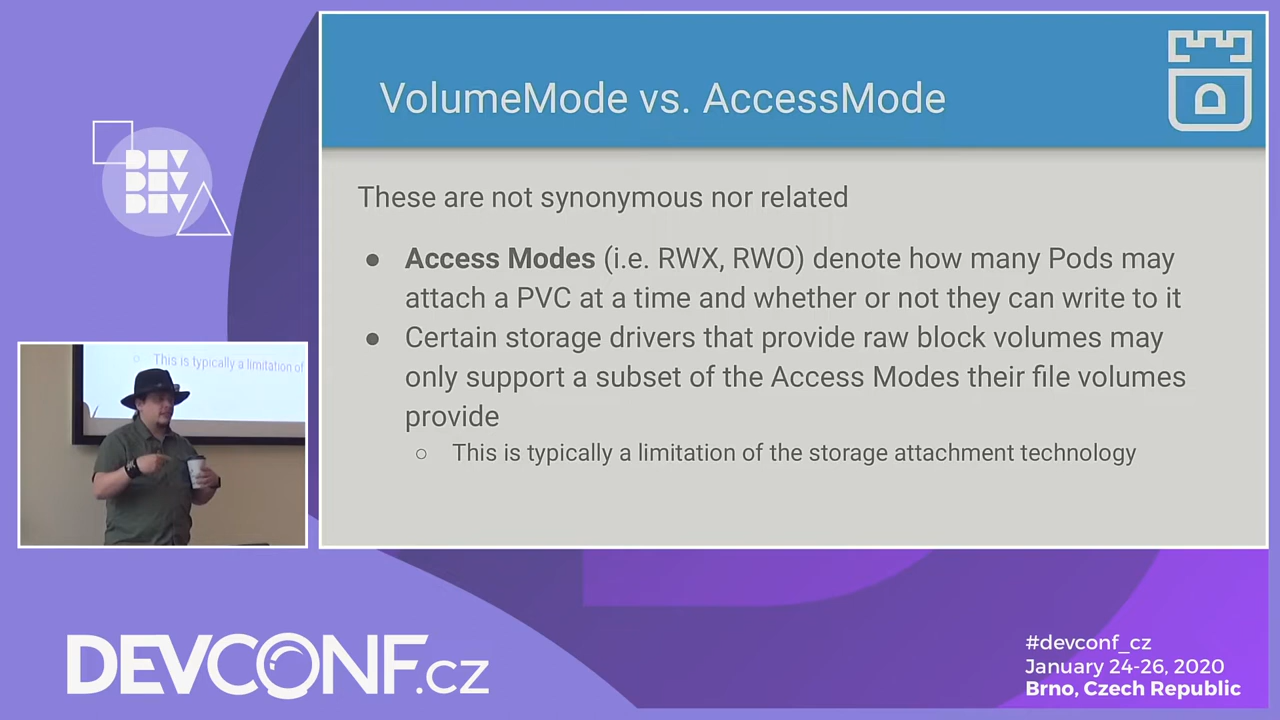 VolumeMode vs. AccessMode
These are not synonymous nor related
● Access Modes (i.e. RWX, RWO) denote how many Pods may
attach a PVC at a time and whether or not they can write to it
● Certain storage drivers that provide raw block volumes may
only support a subset of the Access Modes their file volumes
provide
○ This is typically a limitation of the storage attachment technology
DEV
DEV
DEV
○ This is typically a limitation of
DEVCONF.cz
#devconf_cz
January 24-26, 2020
Brno, Czech Republic